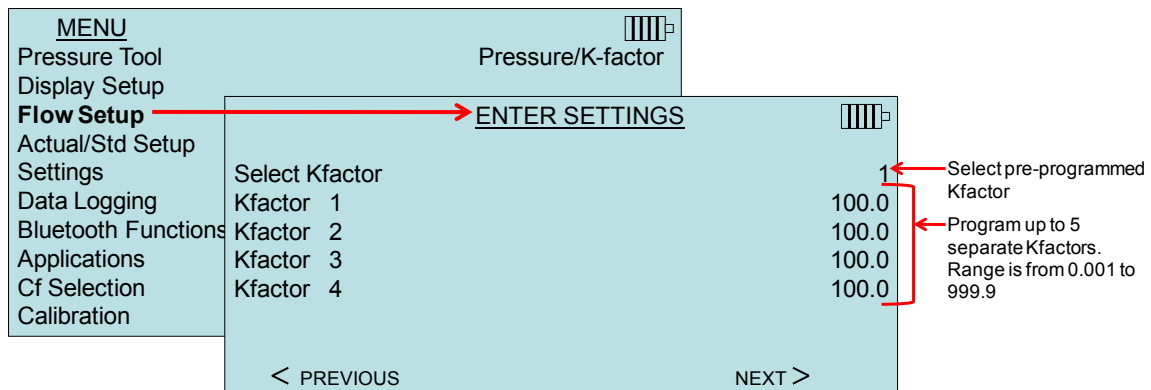 MENU
Pressure Tool
Pressure/K-factor
Display Setup
Flow Setup
Actual/Std Setup
Settings
Data Logging
Bluetooth Functions
Applications
Cf Selection
Calibration
ENTER SETTINGS
Select Kfactor 1
Kfactor 1 100.0
Kfactor 2 100.0
Kfactor 3 100.0
Kfactor 4 100.0
< PREVIOUS NEXT >
Select pre-programmed
Kfactor
Program up to 5
separate Kfactors.
Range is from 0.001 to
999.9